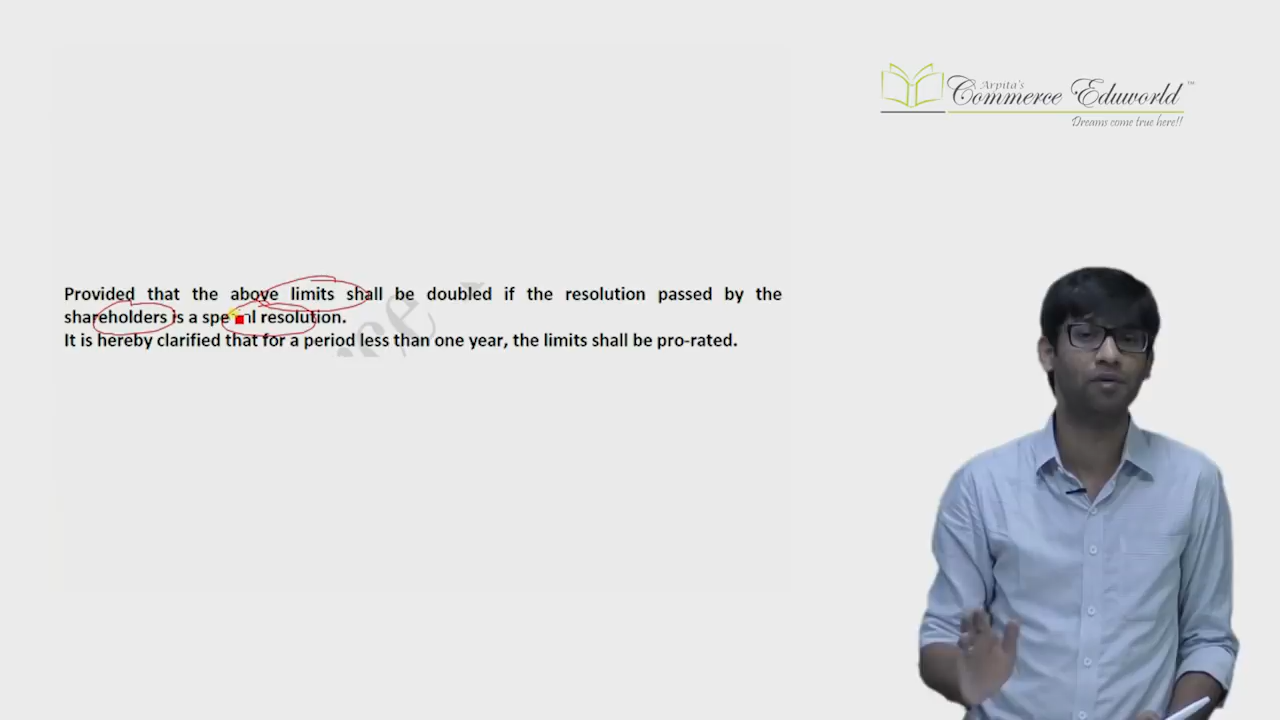 Arpita's
Commerce Eduworld™
Dreams come true here!!
Provided that the above limits shall be doubled if the resolution passed by the
shareholders is a special resolution.
It is hereby clarified that for a period less than one year, the limits shall be pro-rated.